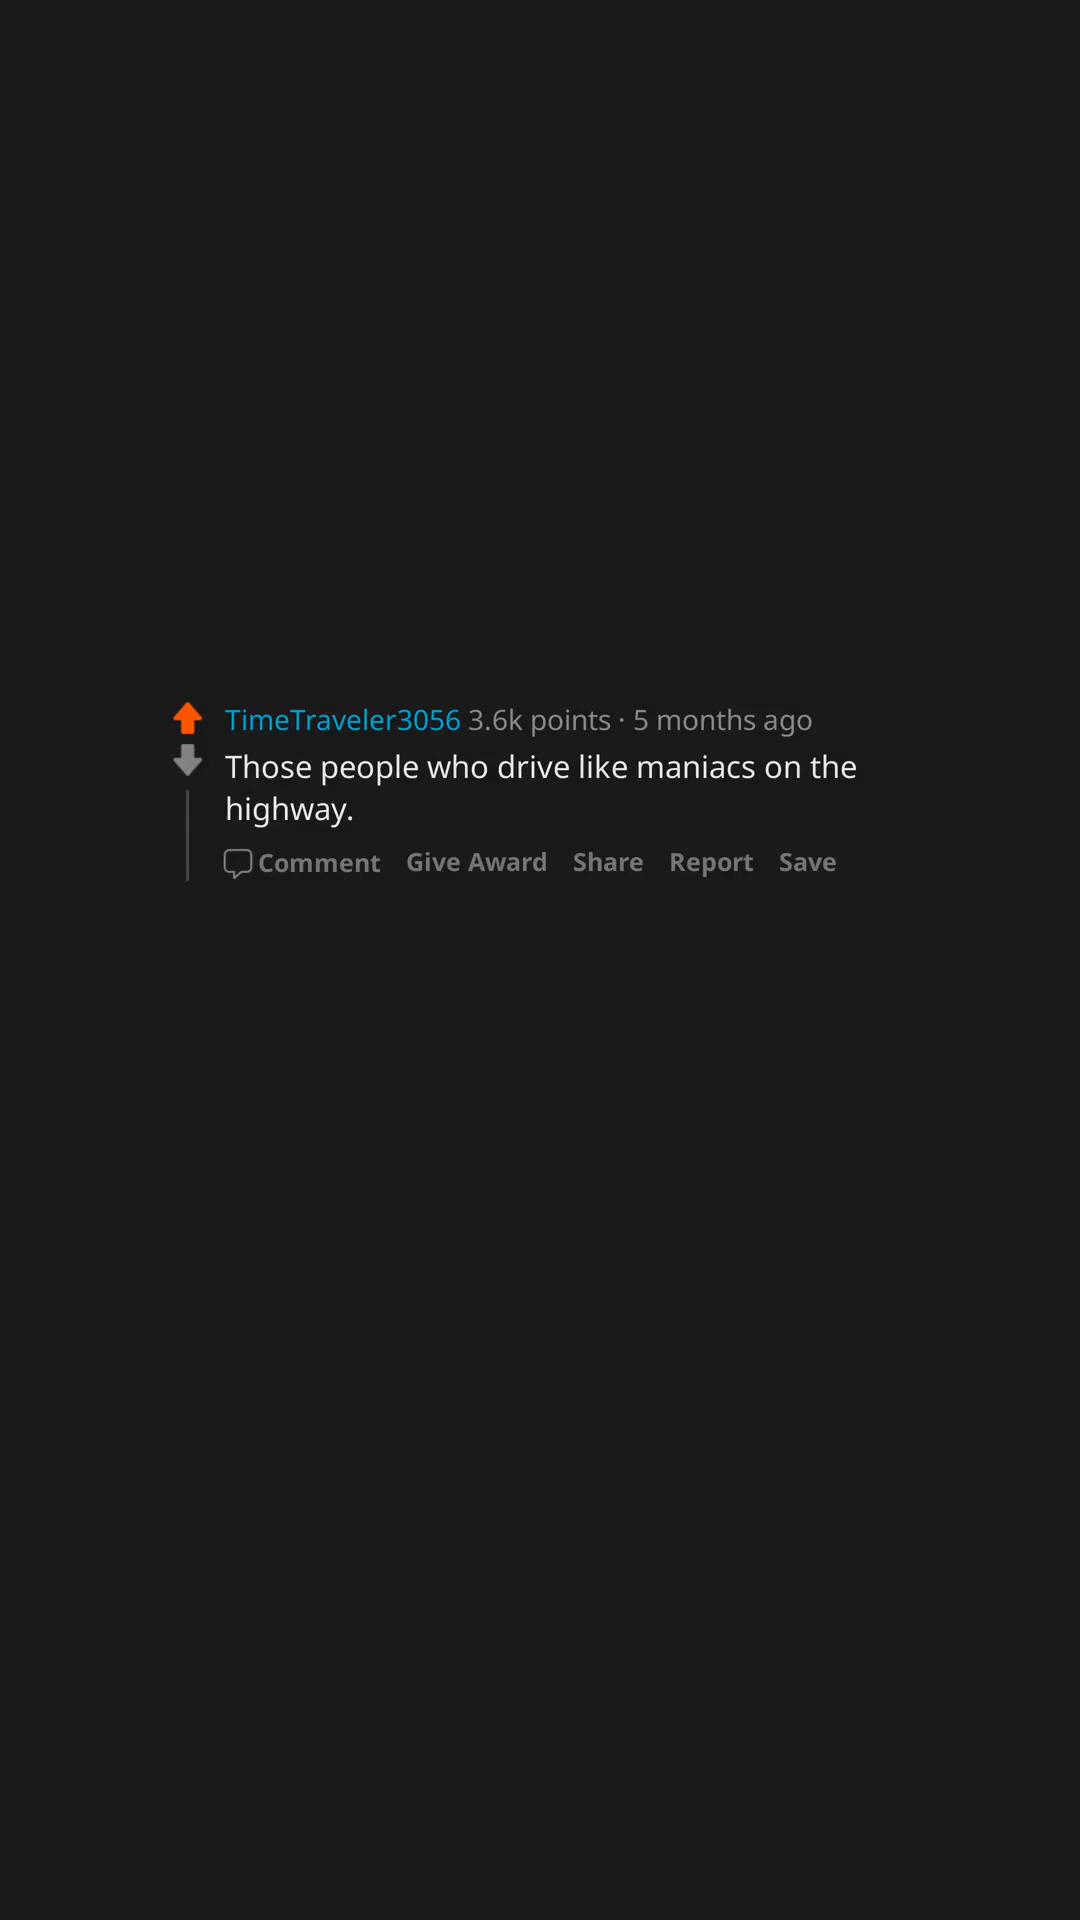 TimeTraveler3056 3.6k points · 5 months ago
Those people who drive like maniacs on the
highway.
Comment Give Award Share Report Save